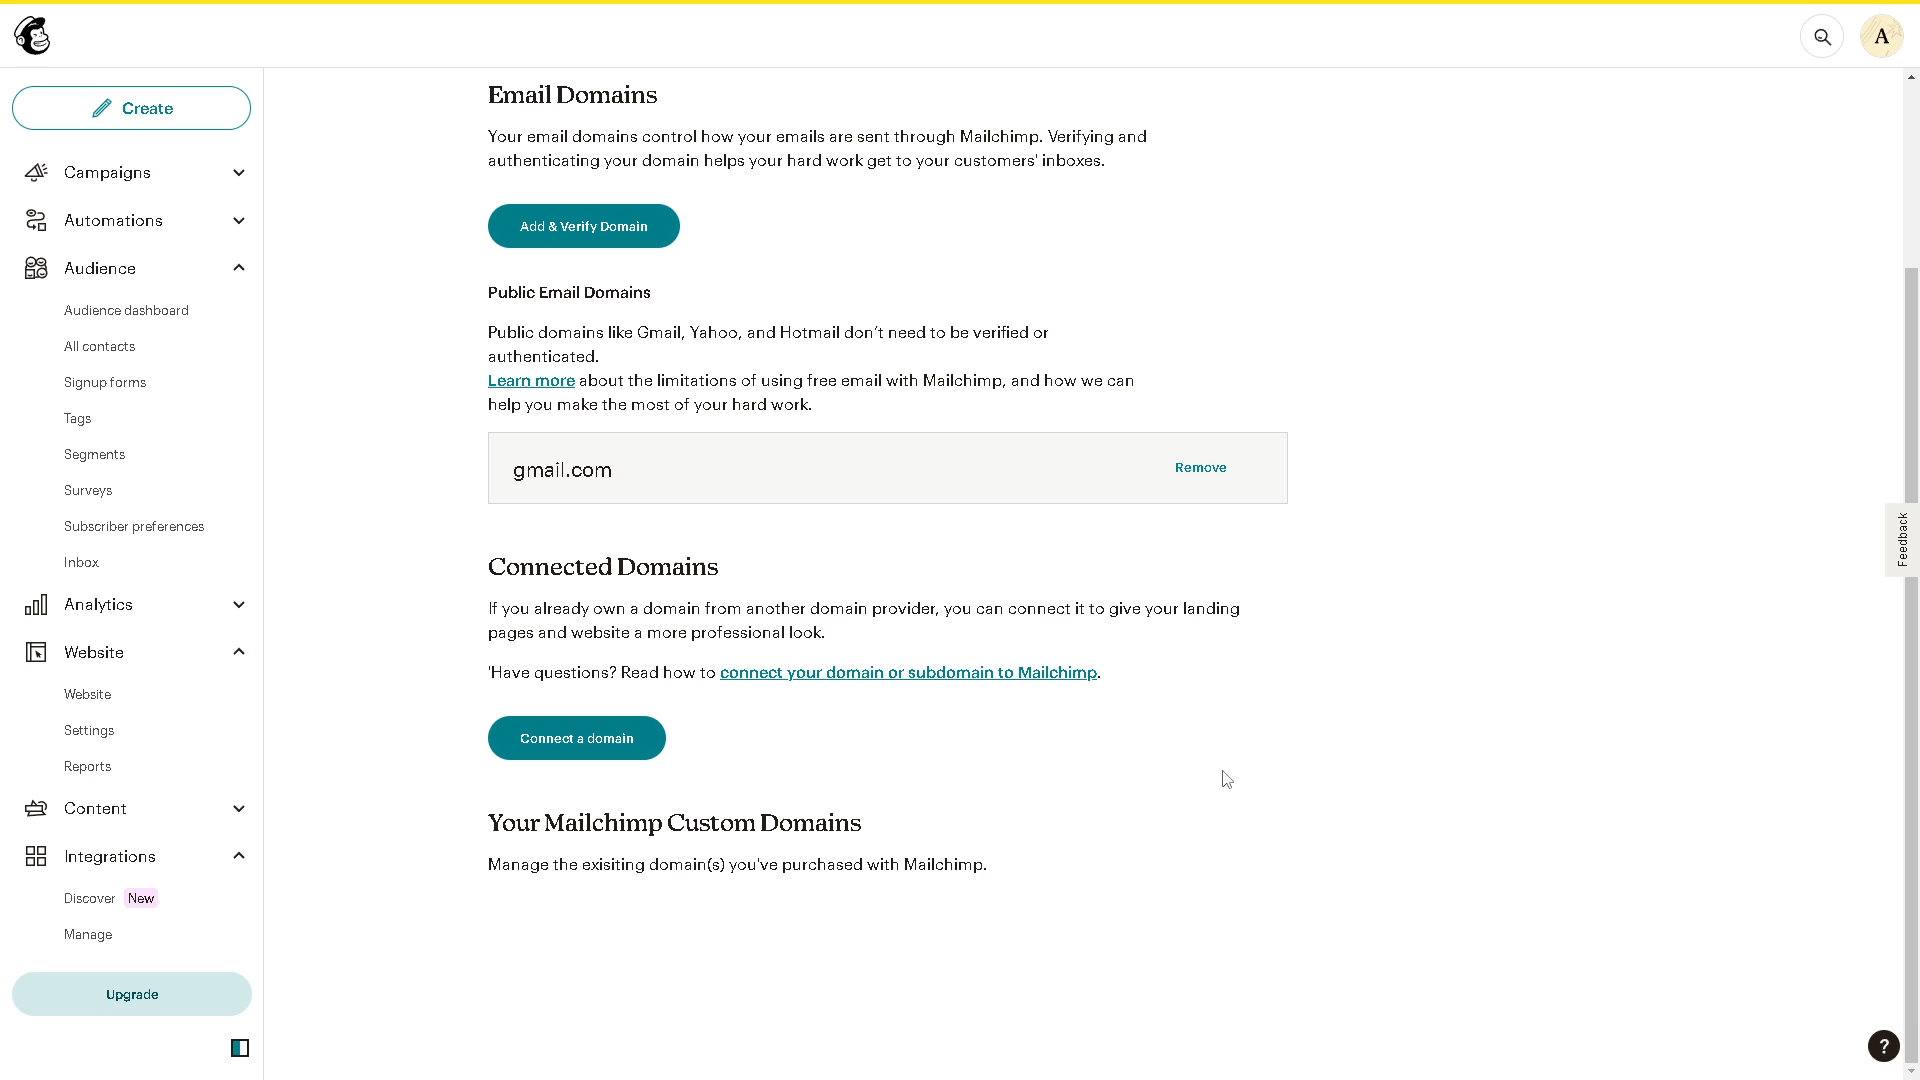 A
Create
Campaigns
Automations
Audience
Audience dashboard
All contacts
Signup forms
Tags
Segments
Surveys
Subscriber preferences
Inbox
Analytics
Website
Website
Settings
Reports
Content
Integrations
Discover New
Manage
Upgrade
Email Domains
Your email domains control how your emails are sent through Mailchimp. Verifying and
authenticating your domain helps your hard work get to your customers' inboxes.
Add & Verify Domain
Public Email Domains
Public domains like Gmail, Yahoo, and Hotmail don't need to be verified or
authenticated.
Learn more about the limitations of using free email with Mailchimp, and how we can
help you make the most of your hard work.
gmail.com Remove
Connected Domains
If you already own a domain from another domain provider, you can connect it to give your landing
pages and website a more professional look.
'Have questions? Read how to connect your domain or subdomain to Mailchimp.
Connect a domain
Your Mailchimp Custom Domains
Manage the exisiting domain(s) you've purchased with Mailchimp.
Feedback
?